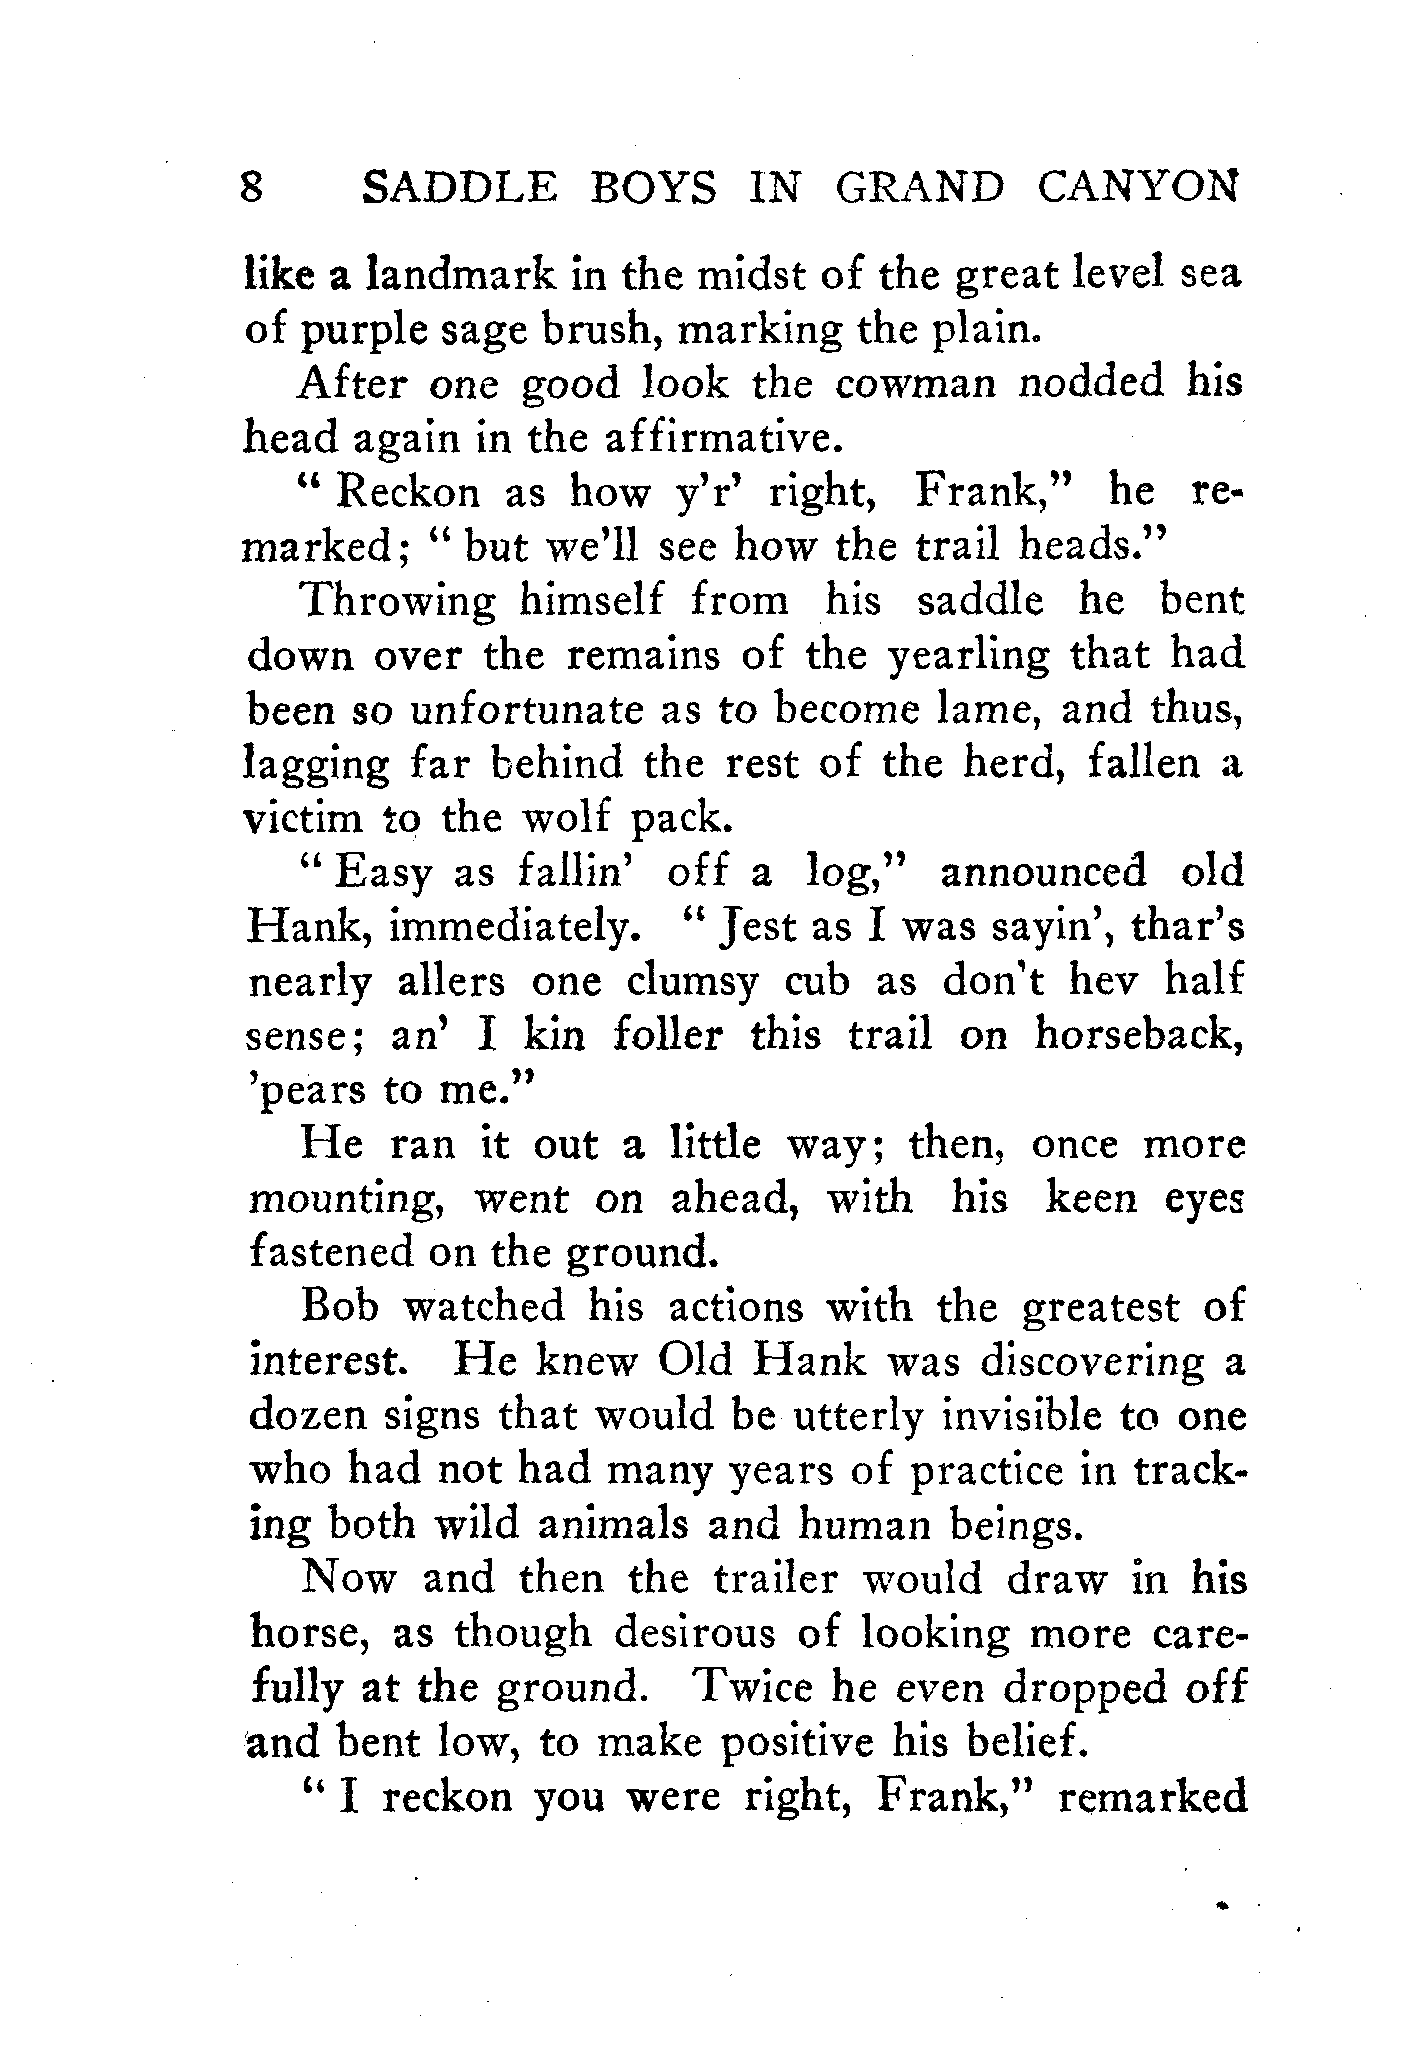 8 SADDLE BOYS IN GRAND CANYON
like a landmark in the midst of the great level sea
of purple sage brush, marking the plain.
After one good look the cowman nodded his
head again in the affirmative.
" Reckon as how y'r' right, Frank," he re-
marked; " but we'll see how the trail heads."
Throwing himself from his saddle he bent
down over the remains of the yearling that had
been so unfortunate as to become lame, and thus,
lagging far behind the rest of the herd, fallen a
victim to the wolf pack.
" Easy as fallin' off a log," announced old
Hank, immediately. " Jest as I was sayin', thar's
nearly allers one clumsy cub as don't hev half
sense; an' I kin foller this trail on horseback,
'pears to me."
He ran it out a little way; then, once more
mounting, went on ahead, with his keen eyes
fastened on the ground.
Bob watched his actions with the greatest of
interest. He knew Old Hank was discovering a
dozen signs that would be utterly invisible to one
who had not had many years of practice in track-
ing both wild animals and human beings.
Now and then the trailer would draw in his
horse, as though desirous of looking more care-
fully at the ground. Twice he even dropped off
and bent low, to make positive his belief.
" I reckon you were right, Frank," remarked